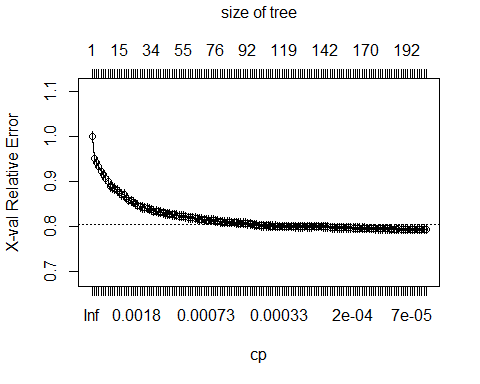 size of tree
1 15 34 55 76 92 119 142 170 192
X-val Relative Error
1.1
1.0
0.9
0.8
0.7
Inf 0.0018 0.00073 0.00033 2e-04 7e-05
cp